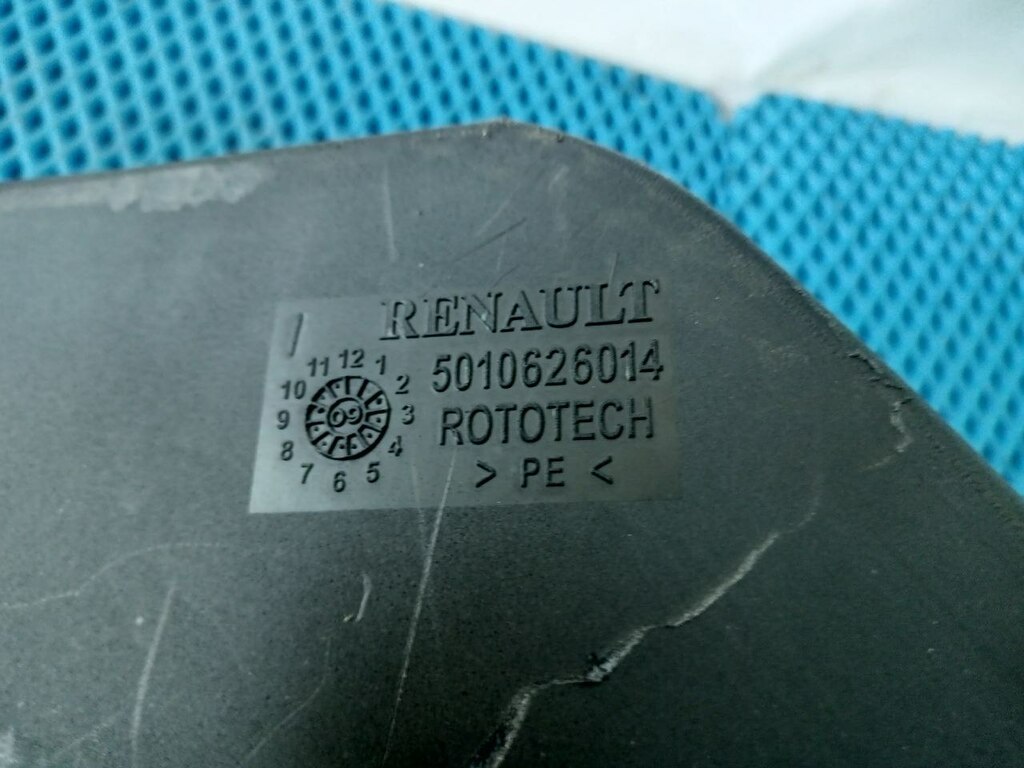 RENAULT
5010626014
ROTOTECH
> PE <
11 12 1
10 2
9 09 3
8 4
7 6 5